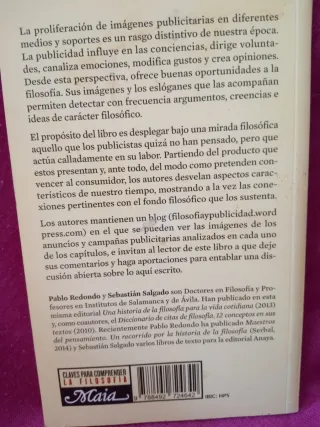 La proliferación de imágenes publicitarias en diferentes
medios y soportes es un rasgo distintivo de nuestra época.
La publicidad influye en las conciencias, dirige volunta-
des, canaliza emociones, modifica gustos y crea opiniones.
Desde esta perspectiva, ofrece buenas oportunidades a la
filosofía. Sus imágenes y los eslóganes que las acompañan
permiten detectar con frecuencia argumentos, creencias e
ideas de carácter filosófico.
El propósito del libro es desplegar bajo una mirada filosófica
aquello que los publicistas quizá no han pensado, pero que
actúa calladamente en su labor. Partiendo del producto que
estos presentan y, ante todo, del modo como pretenden con-
vencer al consumidor, los autores desvelan aspectos carac-
terísticos de nuestro tiempo, mostrando a la vez las cone-
xiones pertinentes con el fondo filosófico que los sustenta.
Los autores mantienen un blog (filosofiaypublicidad.word
press.com) en el que se pueden ver las imágenes de los
anuncios y campañas publicitarias analizados en cada uno
de los capítulos, e invitan al lector de este libro a que deje
sus comentarios y haga aportaciones para entablar una dis-
cusión abierta sobre lo aquí escrito.
Pablo Redondo y Sebastián Salgado son Doctores en Filosofía y Pro-
fesores en Institutos de Salamanca y de Ávila. Han publicado en esta
misma editorial Una historia de la filosofía para la vida cotidiana (2013)
y, como coautores, el Diccionario de citas de filosofía. 12 conceptos en sus
textos (2010). Recientemente Pablo Redondo ha publicado Maestros
del pensamiento. Un recorrido por la historia de la filosofía (Serbal,
2014) y Sebastián Salgado varios libros de texto para la editorial Anaya.
CLAVES PARA COMPRENDER
LA FILOSOFÍA
Maia
9 788492 724642
IBIC: HPS